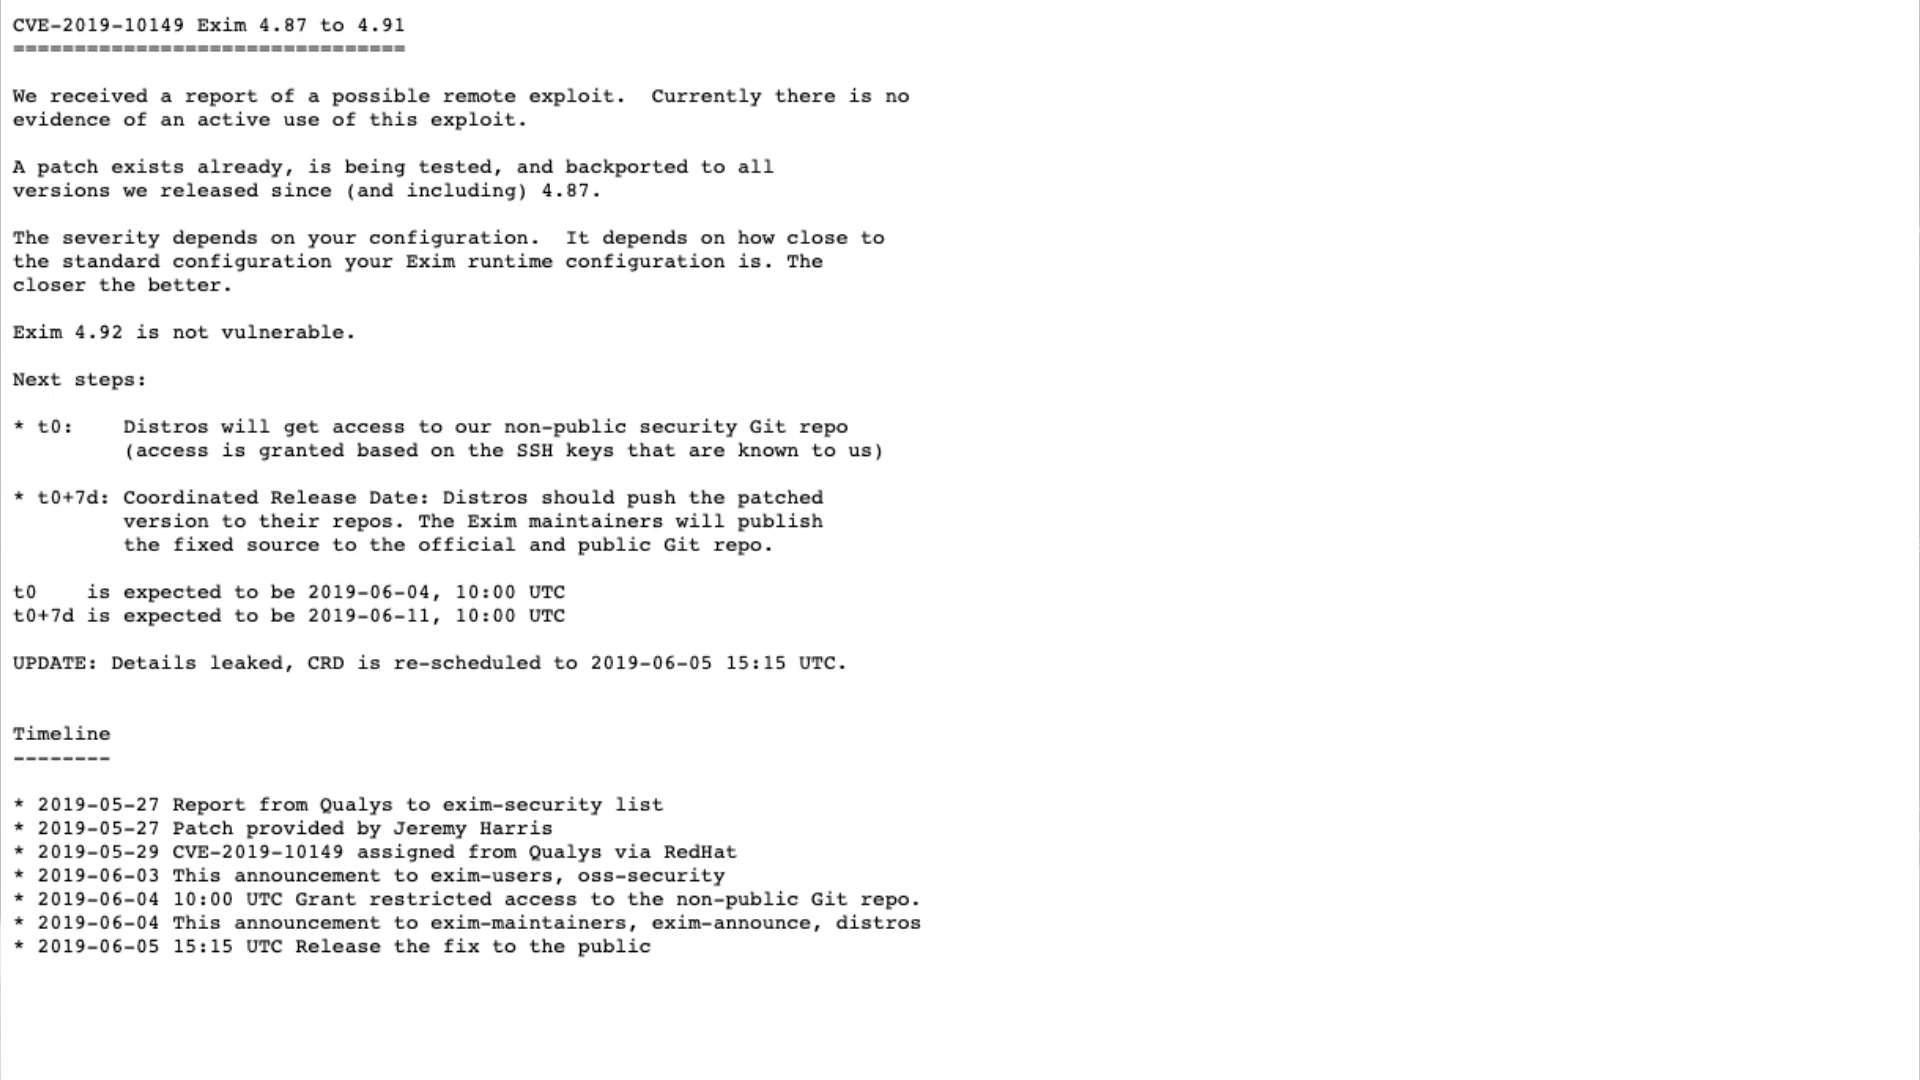 CVE-2019-10149 Exim 4.87 to 4.91
================================
We received a report of a possible remote exploit.  Currently there is no
evidence of an active use of this exploit.
A patch exists already, is being tested, and backported to all
versions we released since (and including) 4.87.
The severity depends on your configuration.  It depends on how close to
the standard configuration your Exim runtime configuration is. The
closer the better.
Exim 4.92 is not vulnerable.
Next steps:
* t0:    Distros will get access to our non-public security Git repo
         (access is granted based on the SSH keys that are known to us)
* t0+7d: Coordinated Release Date: Distros should push the patched
         version to their repos. The Exim maintainers will publish
         the fixed source to the official and public Git repo.
t0    is expected to be 2019-06-04, 10:00 UTC
t0+7d is expected to be 2019-06-11, 10:00 UTC
UPDATE: Details leaked, CRD is re-scheduled to 2019-06-05 15:15 UTC.
Timeline
--------
* 2019-05-27 Report from Qualys to exim-security list
* 2019-05-27 Patch provided by Jeremy Harris
* 2019-05-29 CVE-2019-10149 assigned from Qualys via RedHat
* 2019-06-03 This announcement to exim-users, oss-security
* 2019-06-04 10:00 UTC Grant restricted access to the non-public Git repo.
* 2019-06-04 This announcement to exim-maintainers, exim-announce, distros
* 2019-06-05 15:15 UTC Release the fix to the public